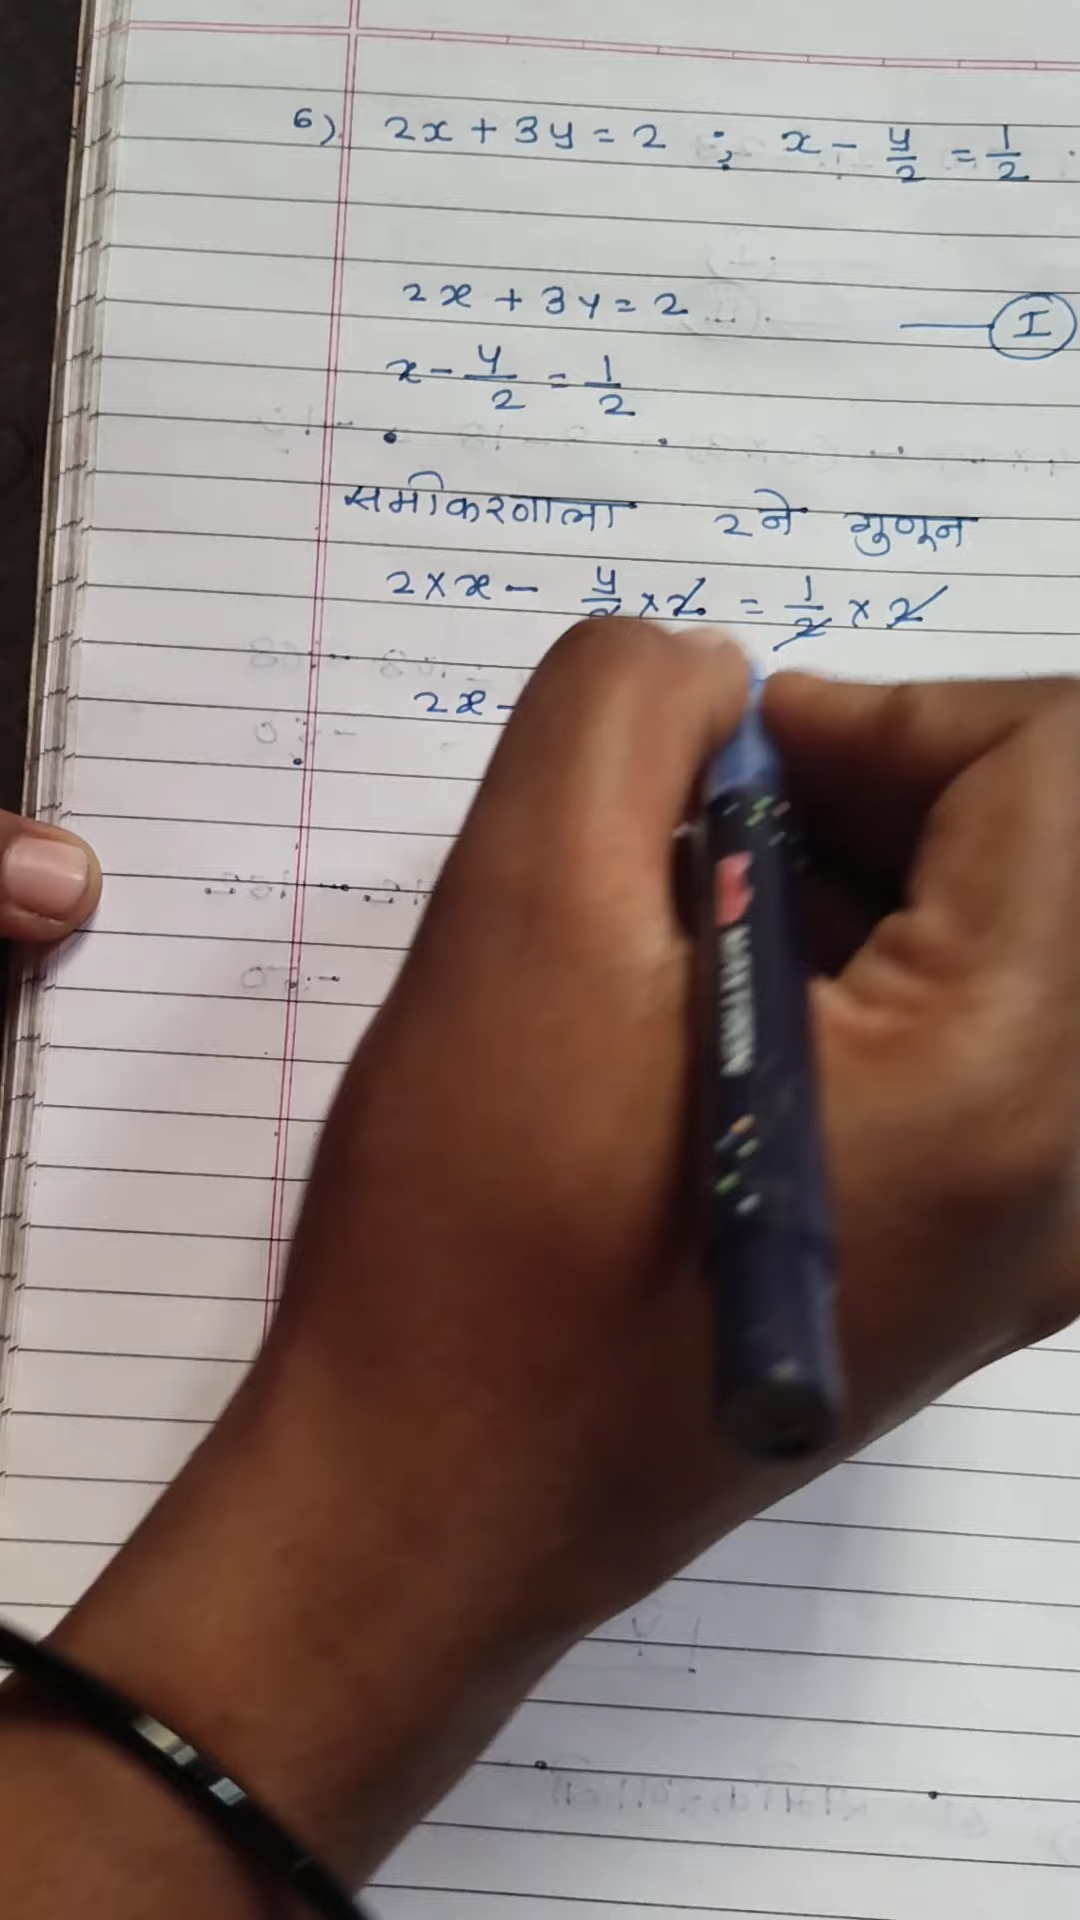 6) 2x + 3y = 2 ; x - y/2 = 1/2
2x + 3y = 2 —— I
x - y/2 = 1/2
समीकरणाला 2 ने गुणून
2 × x - y/2 × 2 = 1/2 × 2
2x -